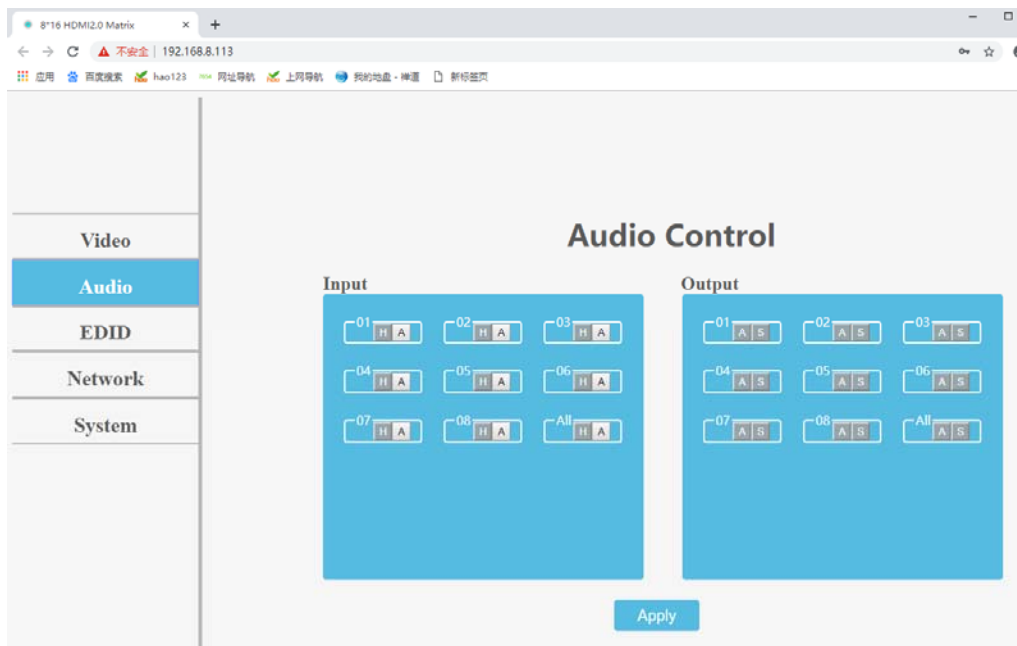 8*16 HDMI2.0 Matrix
不安全 | 192.168.8.113
应用 百度搜索 hao123 网址导航 上网导航 我的地盘 - 禅道 新标签页
Video
Audio
EDID
Network
System
Audio Control
Input
Output
01 H A 02 H A 03 H A
04 H A 05 H A 06 H A
07 H A 08 H A All H A
01 A S 02 A S 03 A S
04 A S 05 A S 06 A S
07 A S 08 A S All A S
Apply